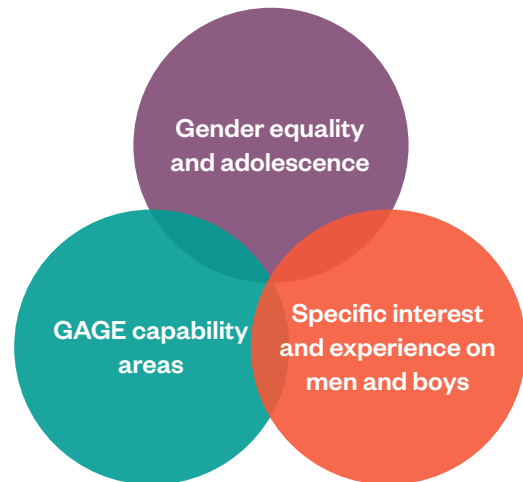 Gender equality
and adolescence
GAGE capability
areas
Specific interest
and experience on
men and boys